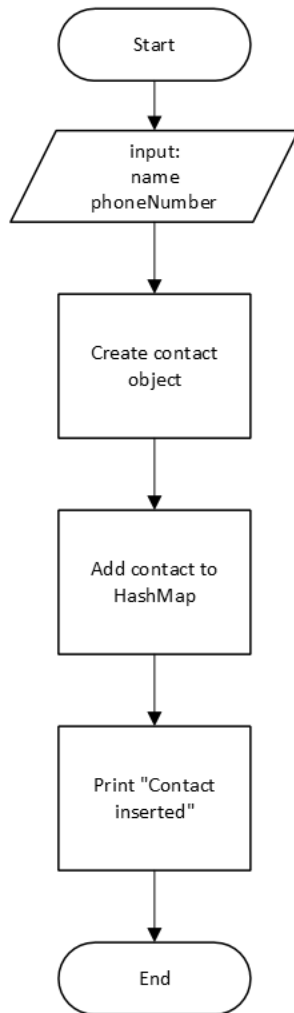 Start
input:
name
phoneNumber
Create contact
object
Add contact to
HashMap
Print "Contact
inserted"
End